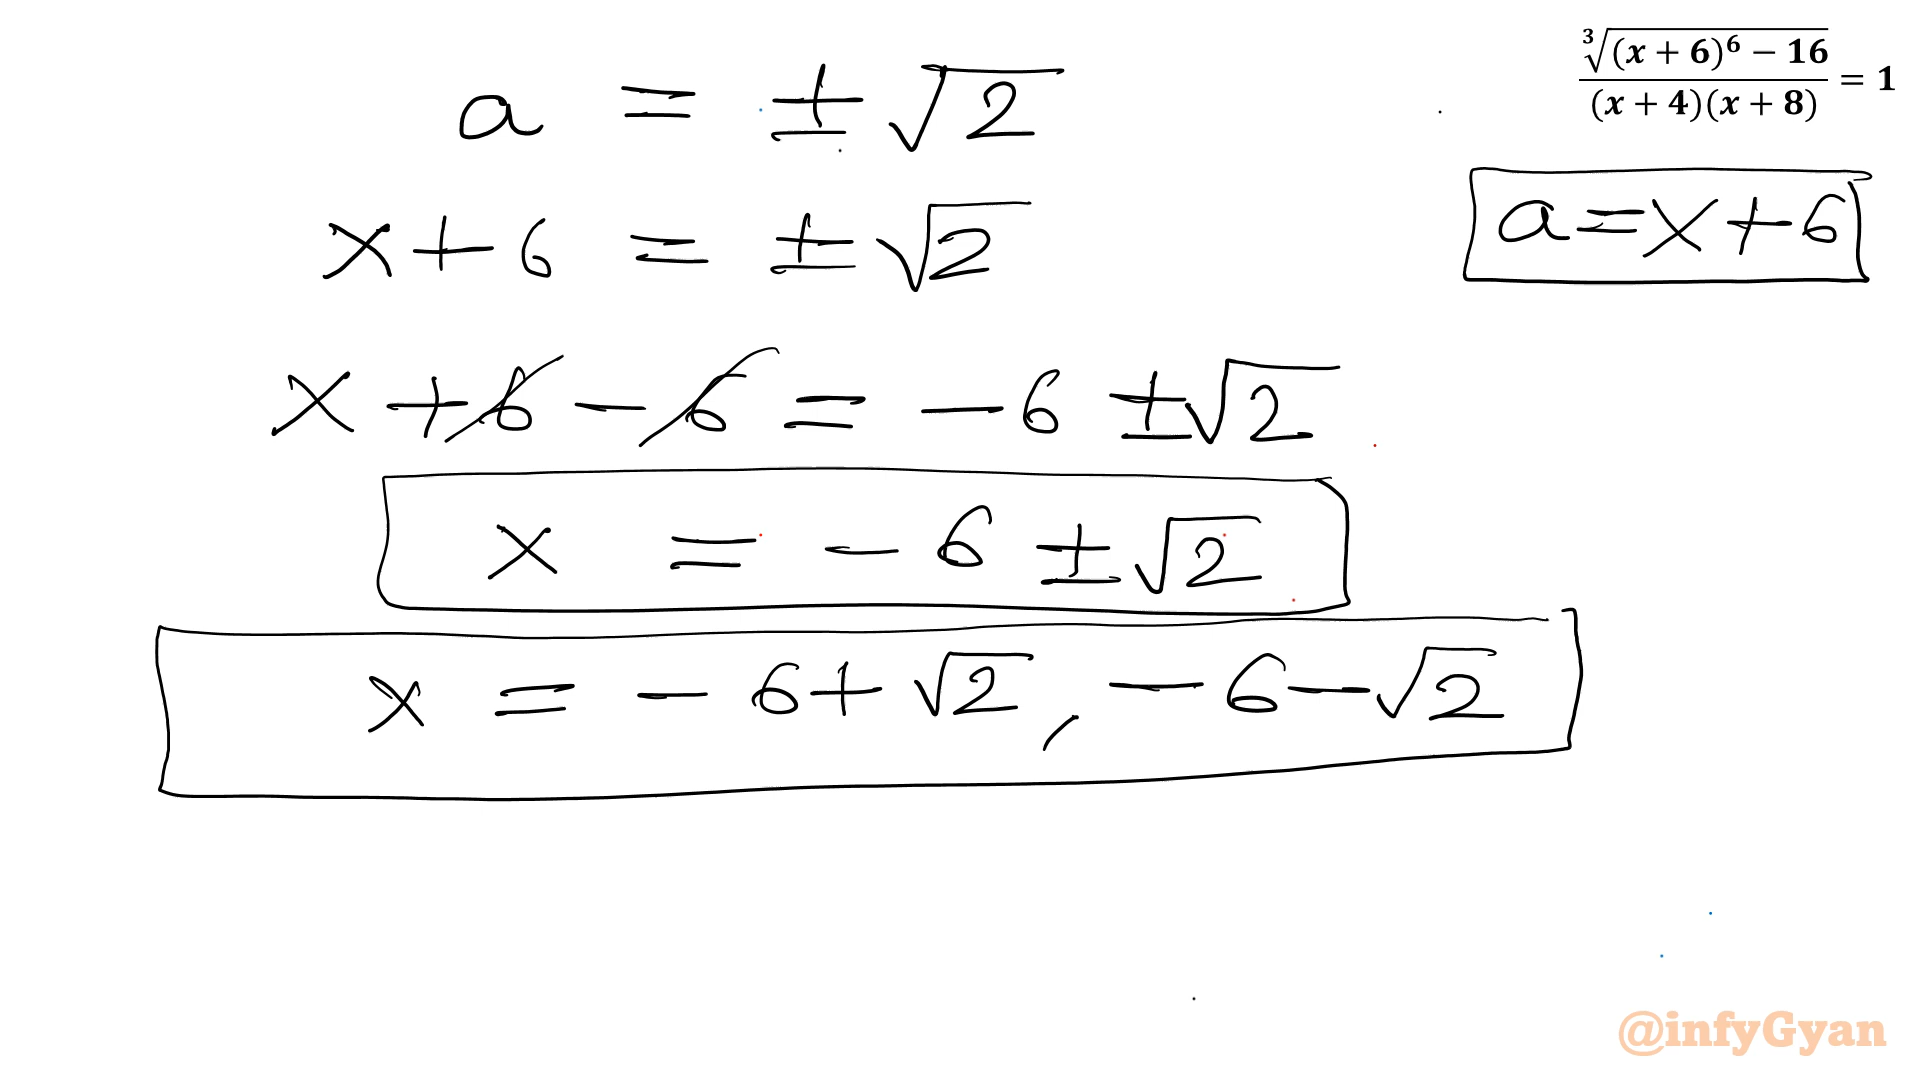 ∛((x + 6)⁶ − 16) / (x + 4)(x + 8) = 1
a = ± √2
a = x + 6
x + 6 = ± √2
x + 6 − 6 = − 6 ± √2
x = − 6 ± √2
x = − 6 + √2 , − 6 − √2
@infyGyan